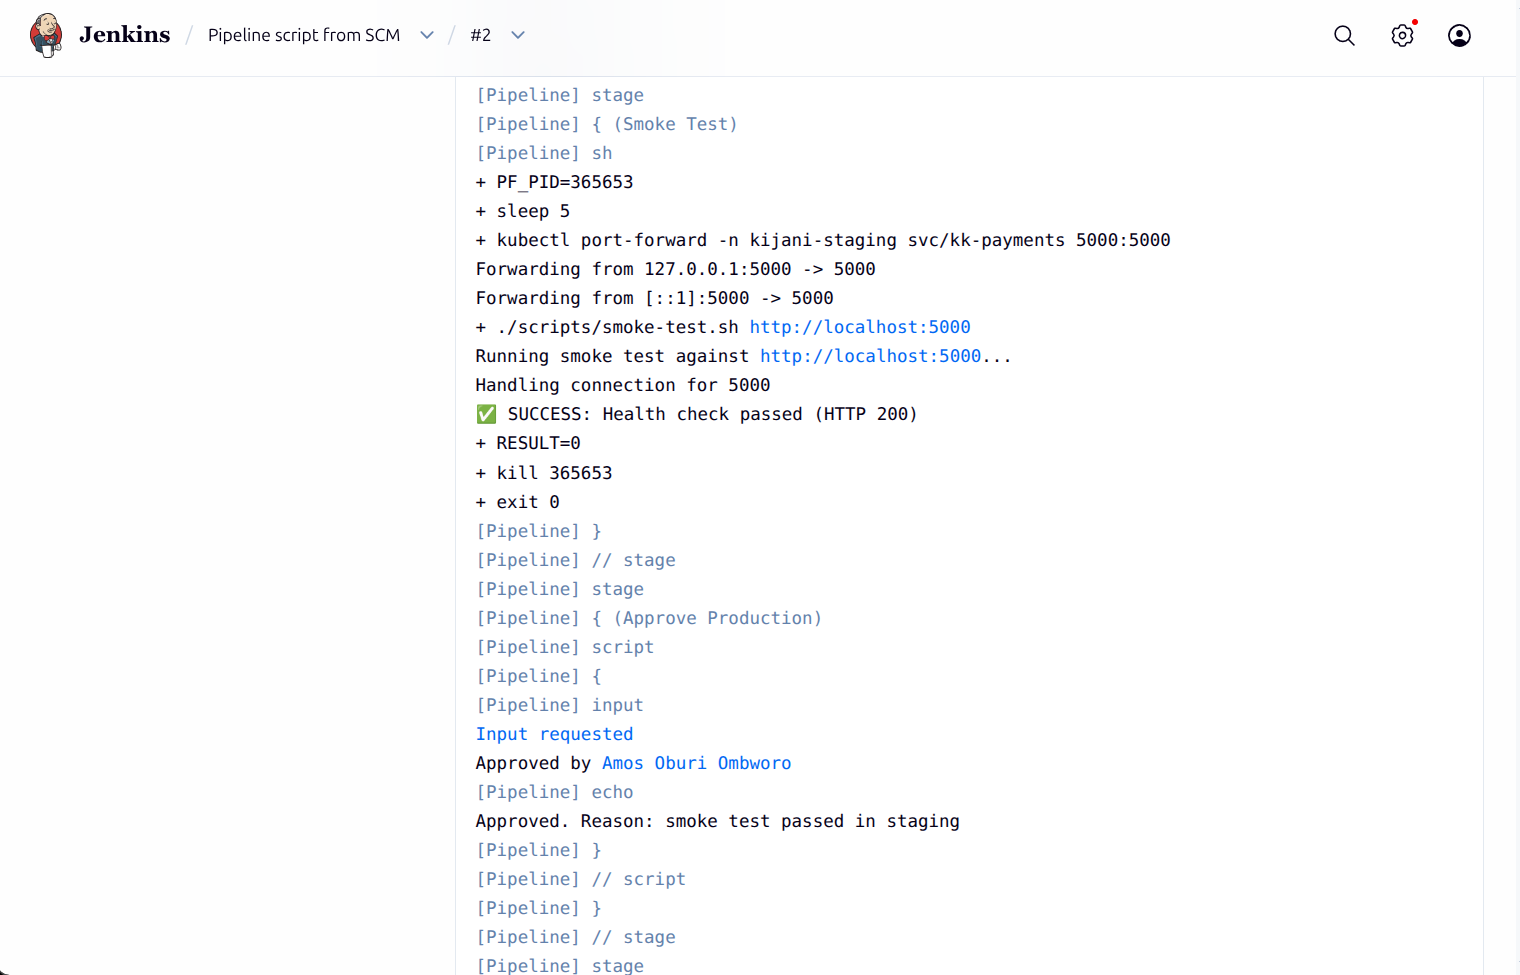 Jenkins / Pipeline script from SCM / #2
[Pipeline] stage
[Pipeline] { (Smoke Test)
[Pipeline] sh
+ PF_PID=365653
+ sleep 5
+ kubectl port-forward -n kijani-staging svc/kk-payments 5000:5000
Forwarding from 127.0.0.1:5000 -> 5000
Forwarding from [::1]:5000 -> 5000
+ ./scripts/smoke-test.sh http://localhost:5000
Running smoke test against http://localhost:5000...
Handling connection for 5000
✅ SUCCESS: Health check passed (HTTP 200)
+ RESULT=0
+ kill 365653
+ exit 0
[Pipeline] }
[Pipeline] // stage
[Pipeline] stage
[Pipeline] { (Approve Production)
[Pipeline] script
[Pipeline] {
[Pipeline] input
Input requested
Approved by Amos Oburi Ombworo
[Pipeline] echo
Approved. Reason: smoke test passed in staging
[Pipeline] }
[Pipeline] // script
[Pipeline] }
[Pipeline] // stage
[Pipeline] stage